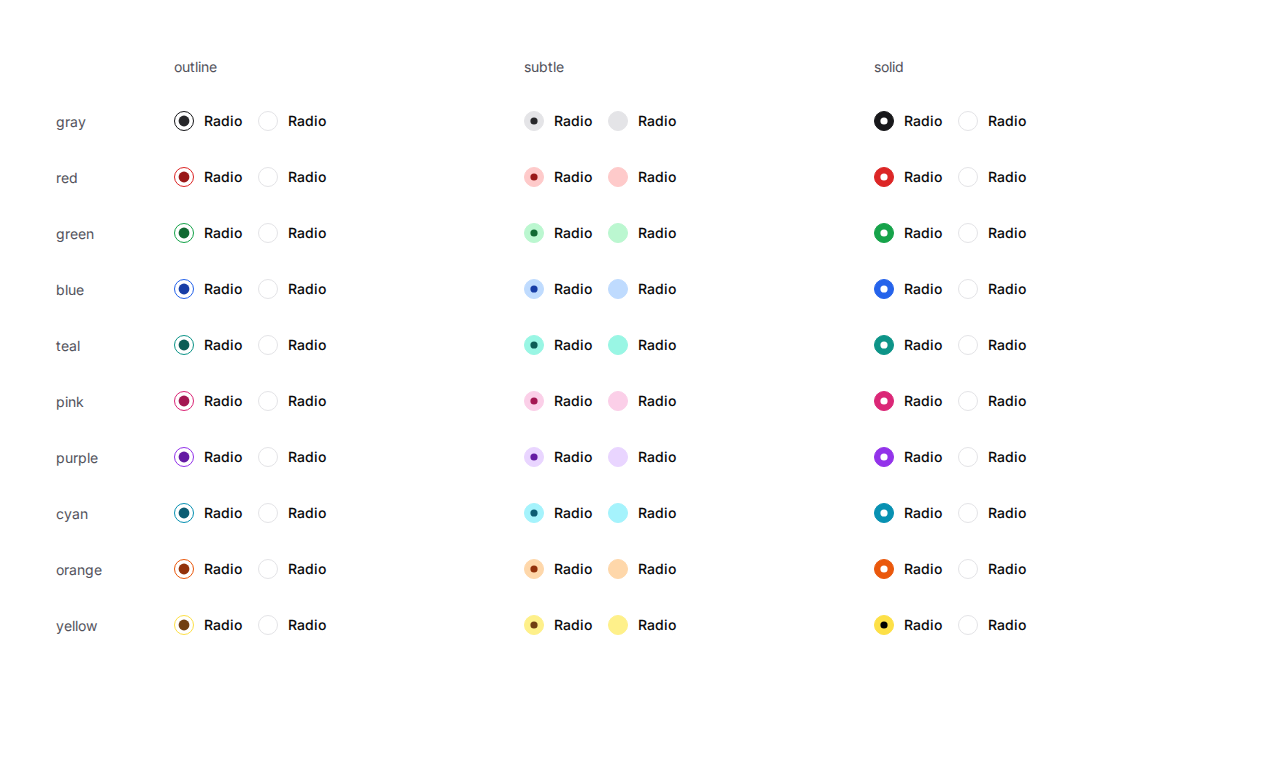 outline subtle solid
gray Radio Radio Radio Radio Radio Radio
red Radio Radio Radio Radio Radio Radio
green Radio Radio Radio Radio Radio Radio
blue Radio Radio Radio Radio Radio Radio
teal Radio Radio Radio Radio Radio Radio
pink Radio Radio Radio Radio Radio Radio
purple Radio Radio Radio Radio Radio Radio
cyan Radio Radio Radio Radio Radio Radio
orange Radio Radio Radio Radio Radio Radio
yellow Radio Radio Radio Radio Radio Radio